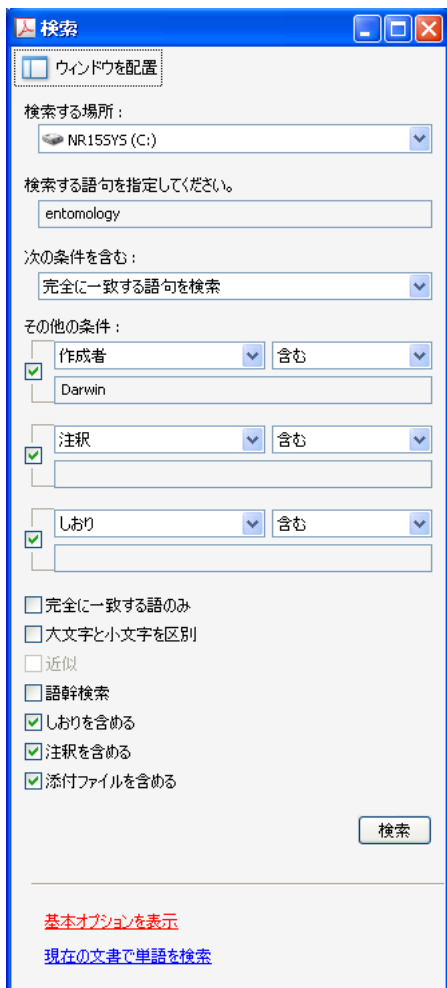 検索
ウィンドウを配置
検索する場所：
NR15SYS (C:)
検索する語句を指定してください。
entomology
次の条件を含む：
完全に一致する語句を検索
その他の条件：
作成者 含む
Darwin
注釈 含む
しおり 含む
完全に一致する語のみ
大文字と小文字を区別
近似
語幹検索
しおりを含める
注釈を含める
添付ファイルを含める
検索
基本オプションを表示
現在の文書で単語を検索